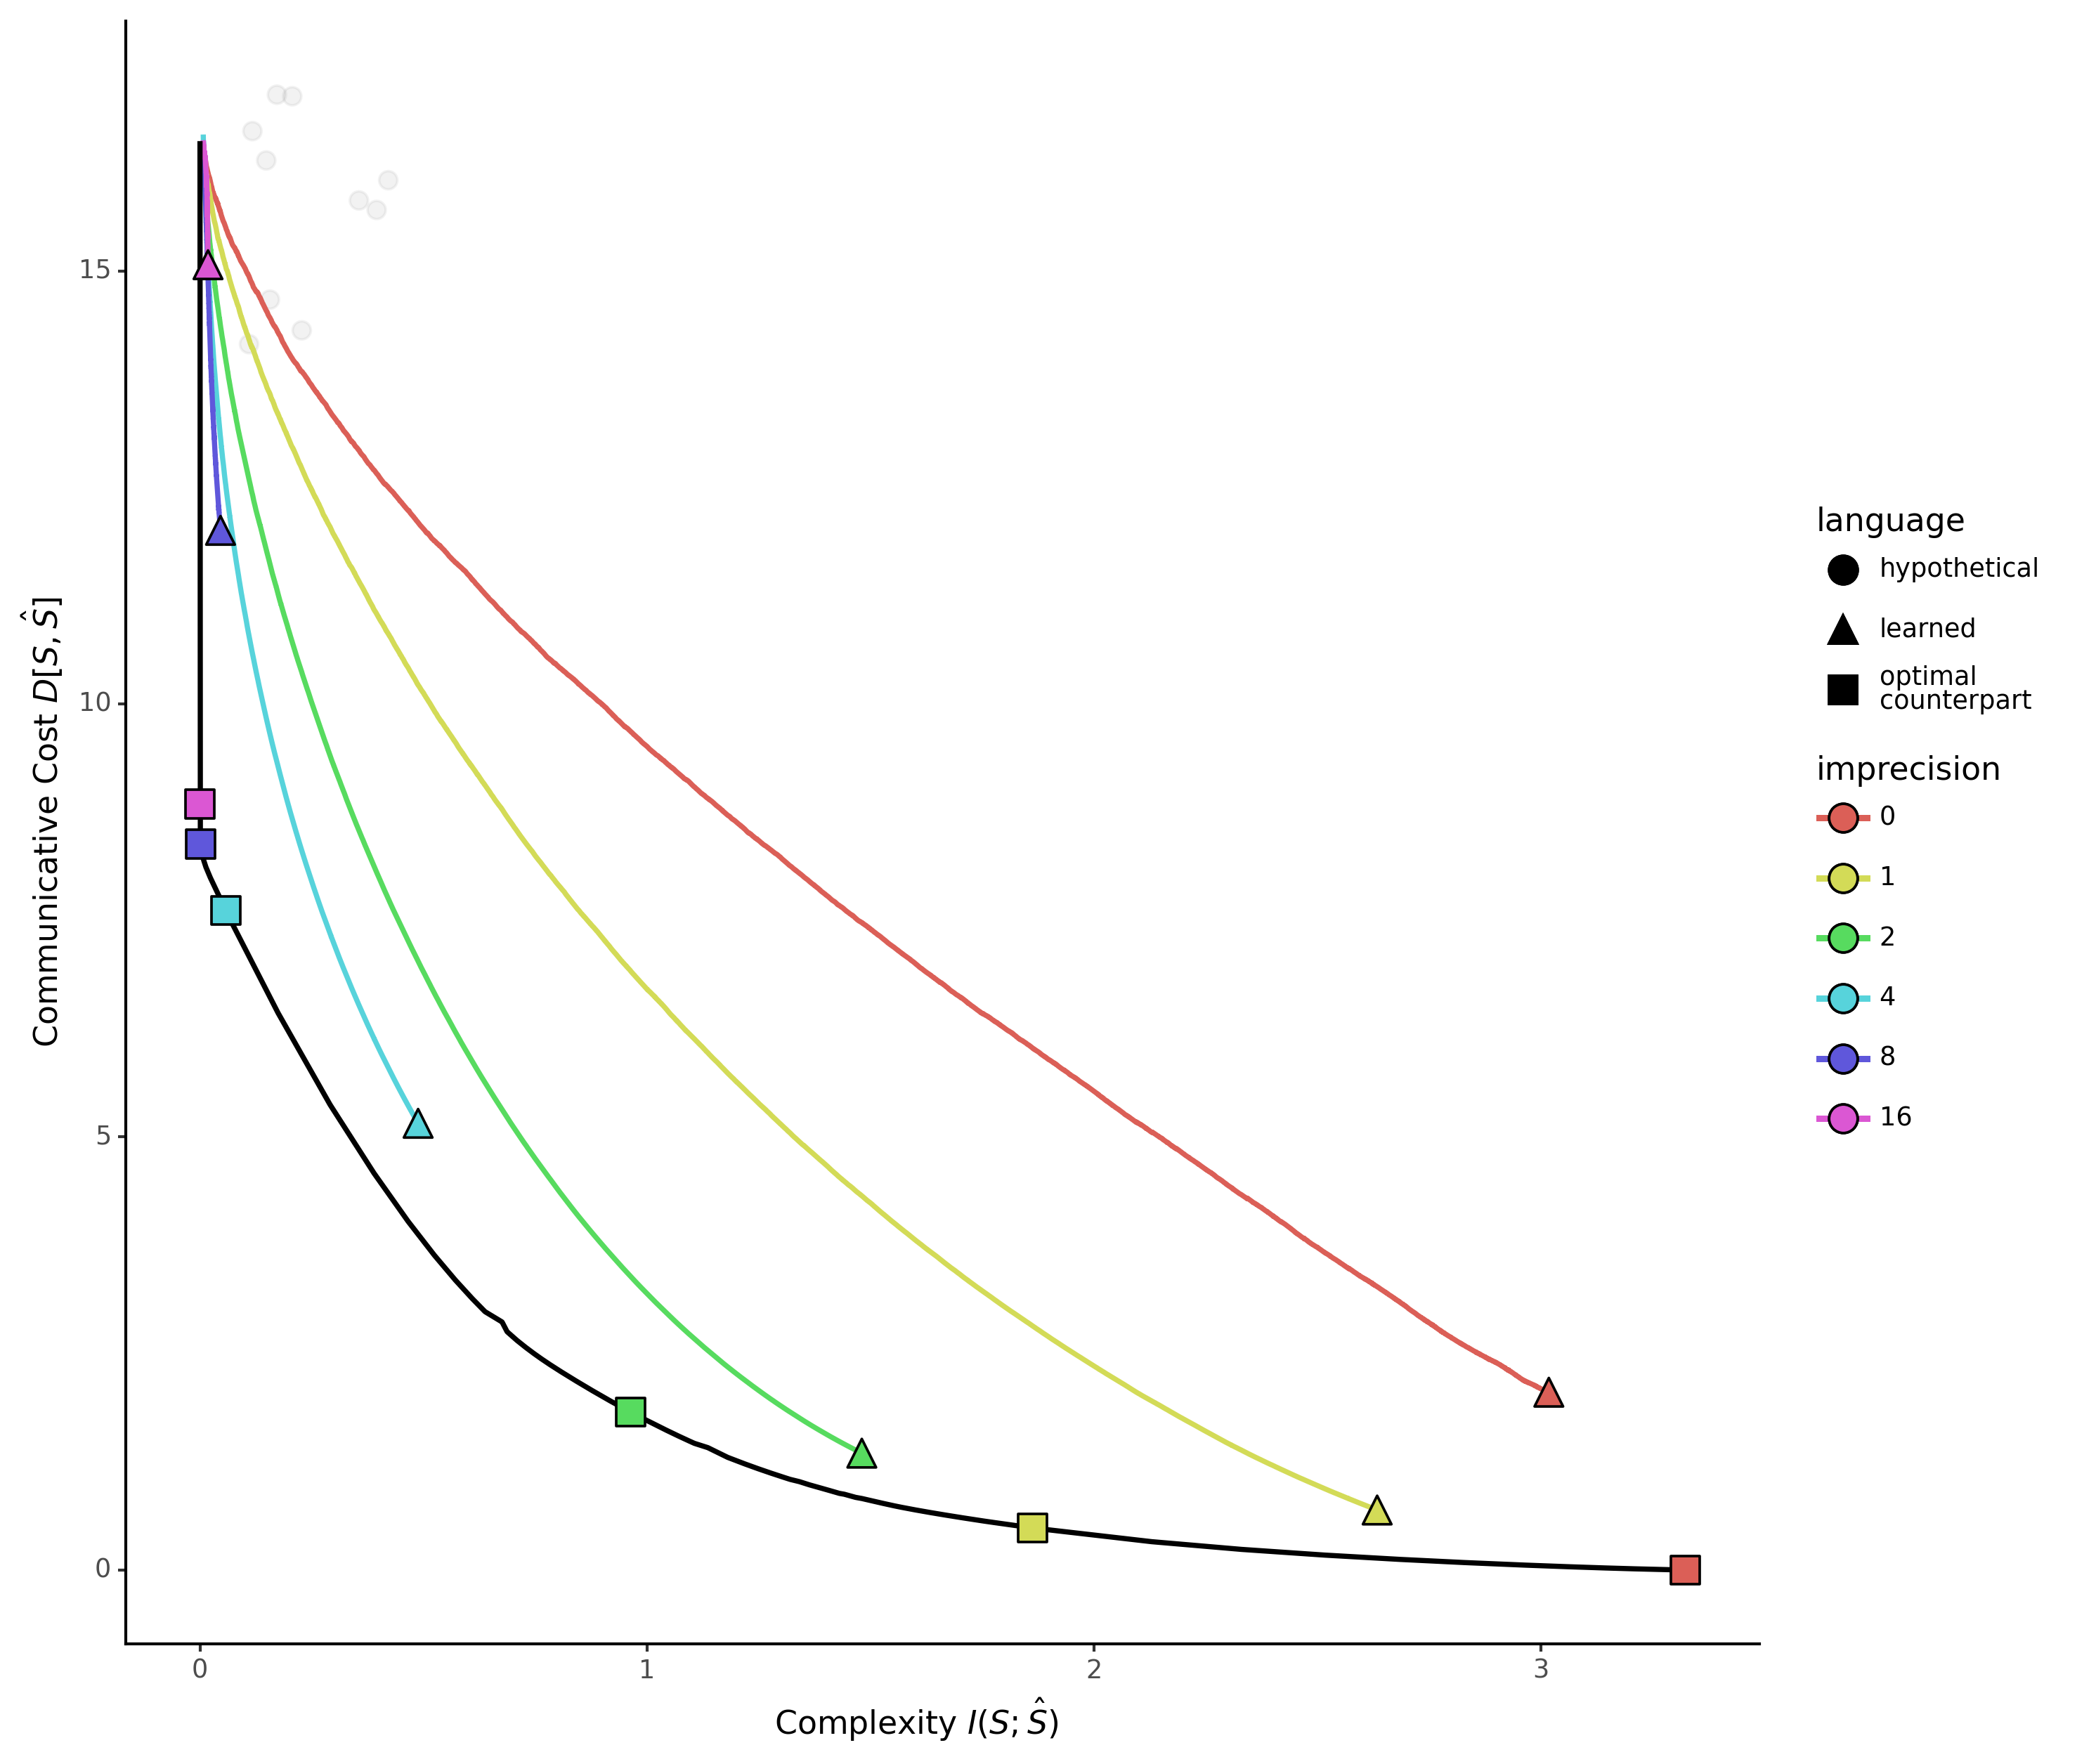 15
10
5
0
0
1
2
3
Communicative Cost D[S, Ŝ]
Complexity I(S; Ŝ)
language
hypothetical
learned
optimal
counterpart
imprecision
0
1
2
4
8
16